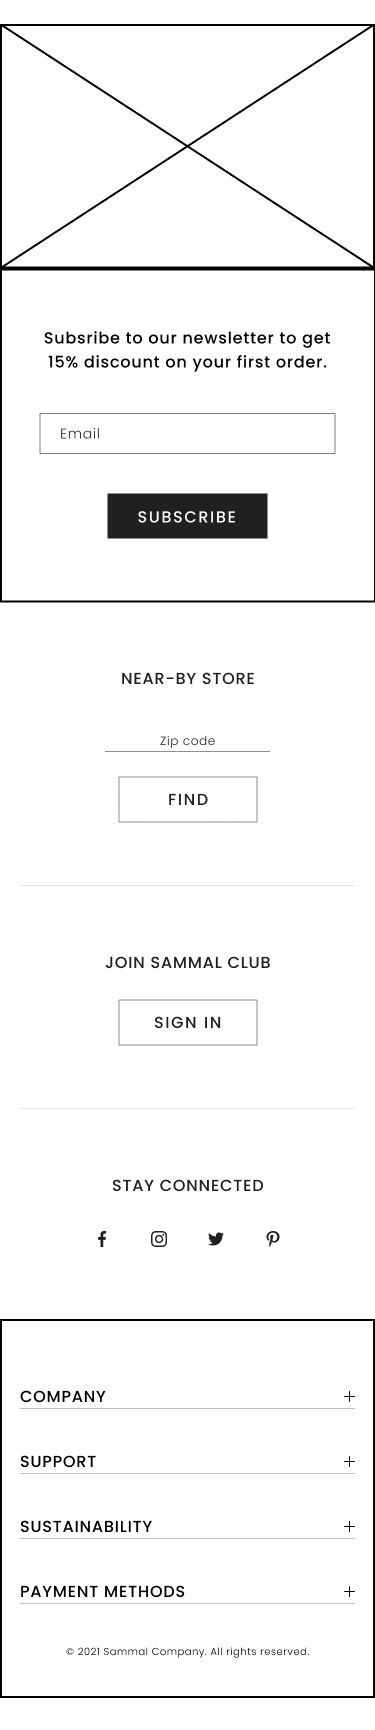 Subsribe to our newsletter to get
15% discount on your first order.
Email
SUBSCRIBE
NEAR-BY STORE
Zip code
FIND
JOIN SAMMAL CLUB
SIGN IN
STAY CONNECTED
COMPANY
SUPPORT
SUSTAINABILITY
PAYMENT METHODS
© 2021 Sammal Company. All rights reserved.